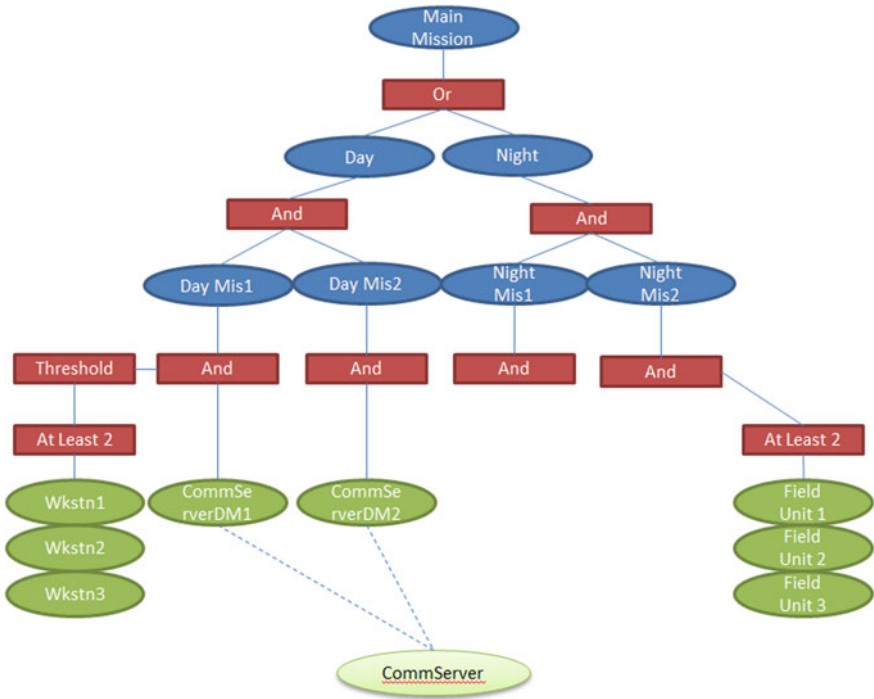 Main
Mission
Or
Day
Night
And
And
Day Mis1
Day Mis2
Night
Mis1
Night
Mis2
Threshold
And
And
And
And
At Least 2
At Least 2
Wkstn1
CommSe
rverDM1
CommSe
rverDM2
Field
Unit 1
Wkstn2
Field
Unit 2
Wkstn3
Field
Unit 3
CommServer